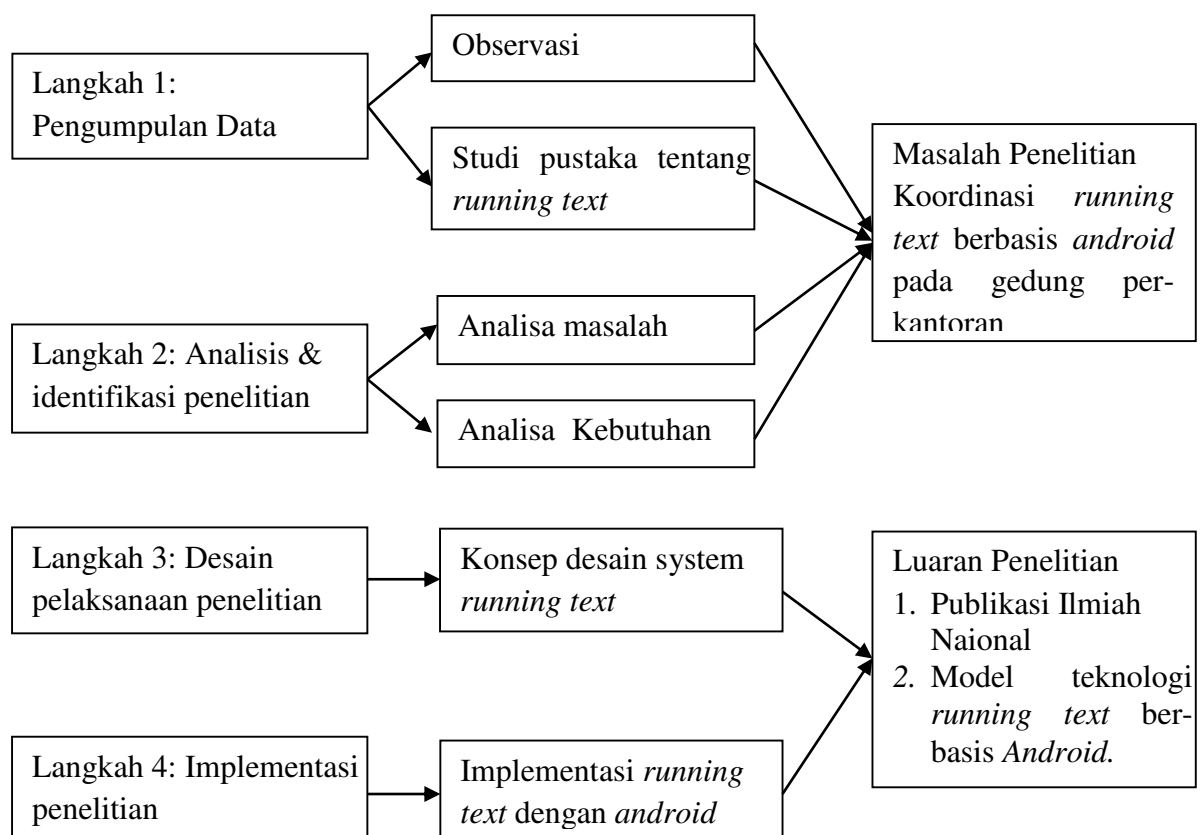 Langkah 1:
Pengumpulan Data
Observasi
Studi pustaka tentang
running text
Masalah Penelitian
Koordinasi running
text berbasis android
pada gedung per-
kantoran
Langkah 2: Analisis &
identifikasi penelitian
Analisa masalah
Analisa Kebutuhan
Langkah 3: Desain
pelaksanaan penelitian
Konsep desain system
running text
Luaran Penelitian
1. Publikasi Ilmiah
Naional
2. Model teknologi
running text ber-
basis Android.
Langkah 4: Implementasi
penelitian
Implementasi running
text dengan android